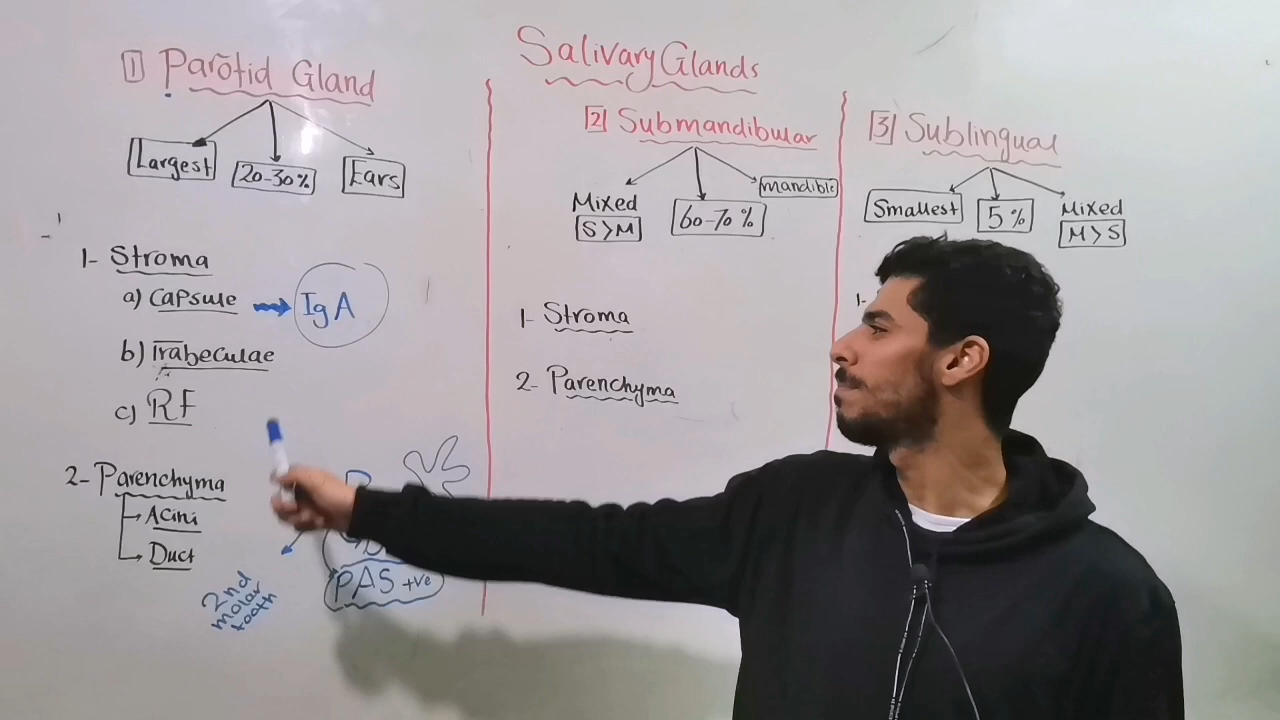 Salivary Glands
1 Parotid Gland
Largest
20-30%
Ears
1- Stroma
a) Capsule → IgA
b) Trabeculae
c) RF
2- Parenchyma
→ Acini
→ Duct
2nd
molar
tooth
PAS +ve
2 Submandibular
Mixed
S>M
60-70%
mandible
1- Stroma
2- Parenchyma
3 Sublingual
Smallest
5%
Mixed
M>S
1-